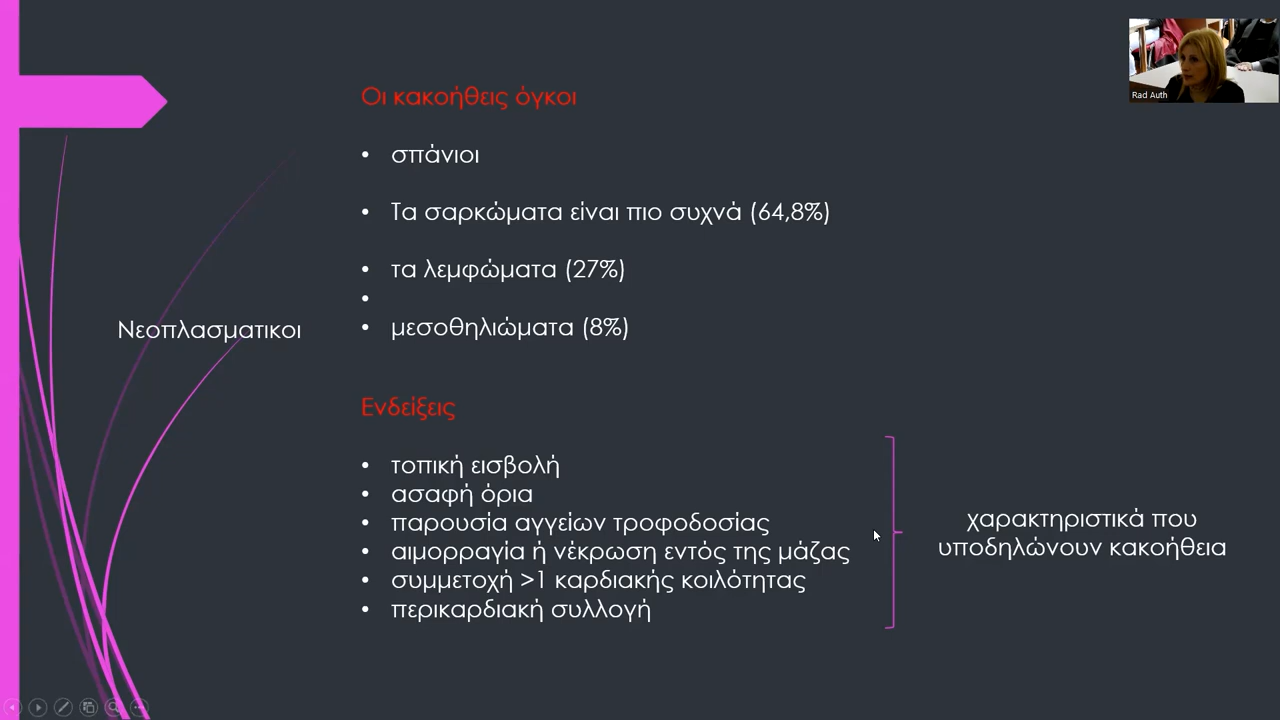 Rad Auth
Οι κακοήθεις όγκοι
• σπάνιοι
• Τα σαρκώματα είναι πιο συχνά (64,8%)
• τα λεμφώματα (27%)
•
• μεσοθηλιώματα (8%)
Νεοπλασματικοι
Ενδείξεις
• τοπική εισβολή
• ασαφή όρια
• παρουσία αγγείων τροφοδοσίας
• αιμορραγία ή νέκρωση εντός της μάζας
• συμμετοχή >1 καρδιακής κοιλότητας
• περικαρδιακή συλλογή
χαρακτηριστικά που
υποδηλώνουν κακοήθεια